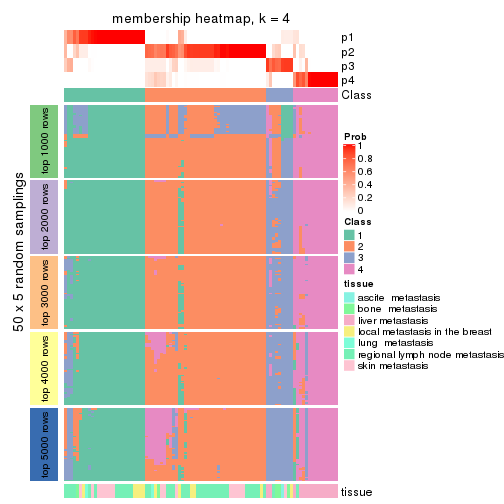 membership heatmap, k = 4
p1
p2
p3
p4
Class
50 x 5 random samplings
top 1000 rows
top 2000 rows
top 3000 rows
top 4000 rows
top 5000 rows
tissue
Prob
1
0.8
0.6
0.4
0.2
0
Class
1
2
3
4
tissue
ascite metastasis
bone metastasis
liver metastasis
local metastasis in the breast
lung metastasis
regional lymph node metastasis
skin metastasis